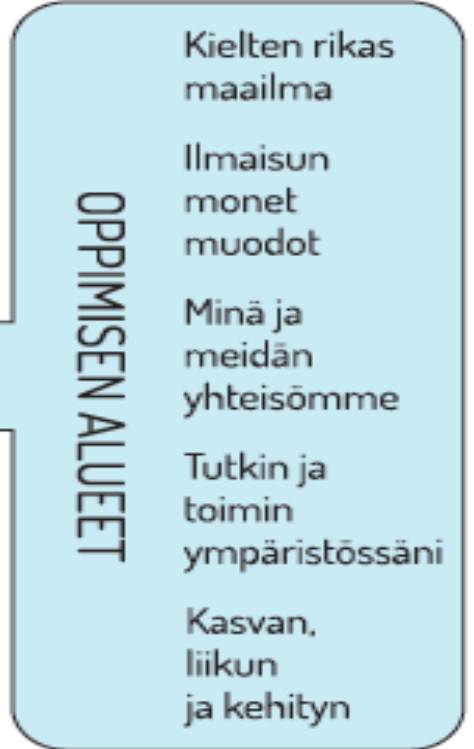 OPPIMISEN ALUEET
Kielten rikas
maailma
Ilmaisun
monet
muodot
Minä ja
meidän
yhteisömme
Tutkin ja
toimin
ympäristössäni
Kasvan,
liikun
ja kehityn